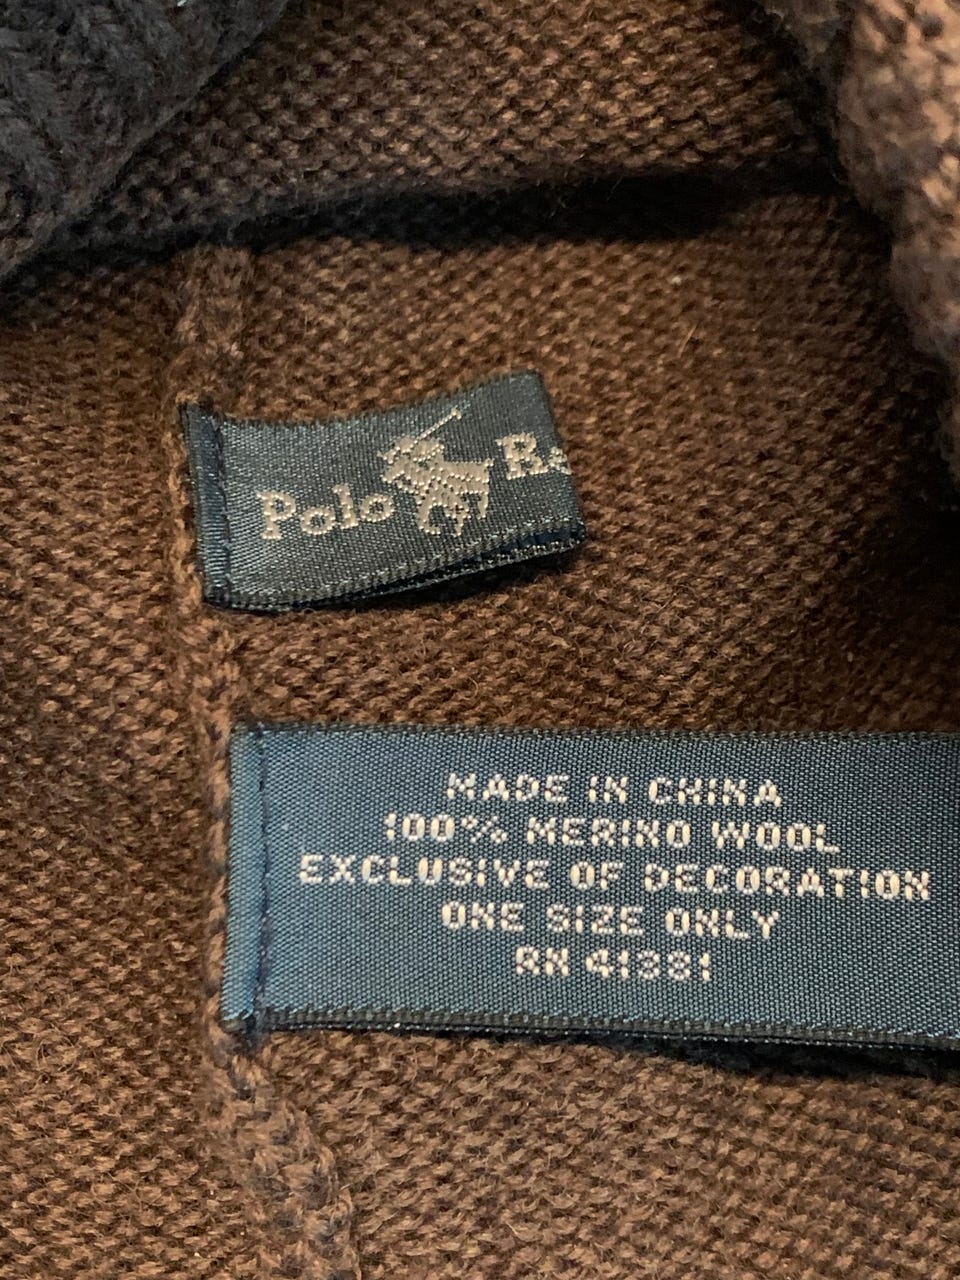 Polo R
MADE IN CHINA
100% MERINO WOOL
EXCLUSIVE OF DECORATION
ONE SIZE ONLY
RN 41381